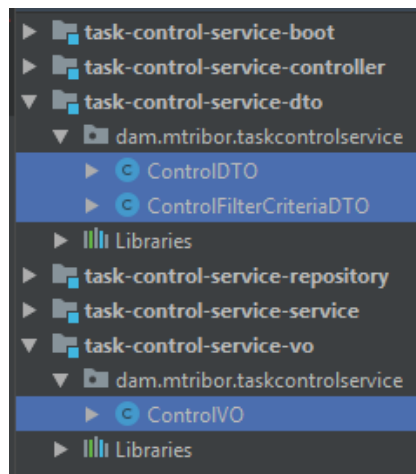 task-control-service-boot
task-control-service-controller
task-control-service-dto
dam.mtribor.taskcontrolservice
C ControlDTO
C ControlFilterCriteriaDTO
Libraries
task-control-service-repository
task-control-service-service
task-control-service-vo
dam.mtribor.taskcontrolservice
C ControlVO
Libraries